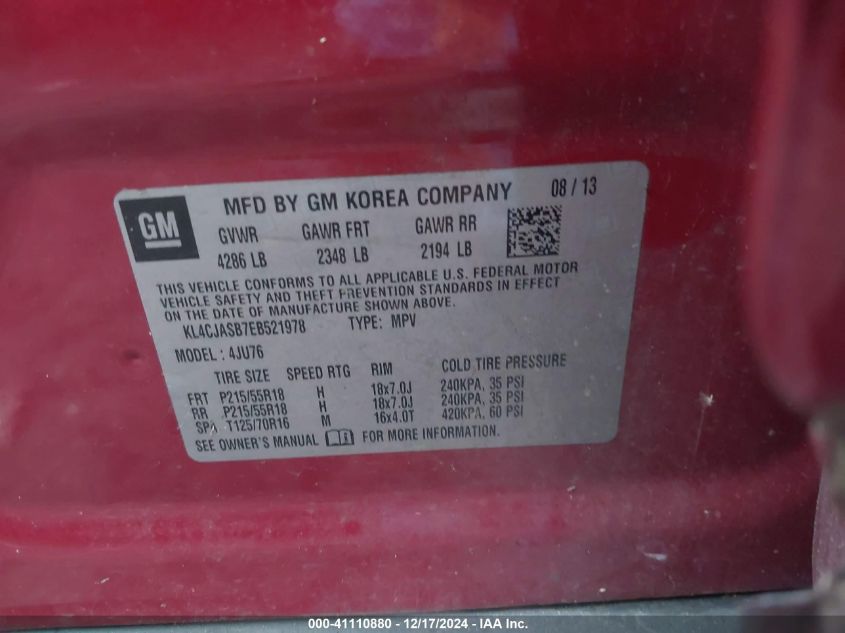 GM
MFD BY GM KOREA COMPANY 08 / 13
GVWR GAWR FRT GAWR RR
4286 LB 2348 LB 2194 LB
THIS VEHICLE CONFORMS TO ALL APPLICABLE U.S. FEDERAL MOTOR
VEHICLE SAFETY AND THEFT PREVENTION STANDARDS IN EFFECT
ON THE DATE OF MANUFACTURE SHOWN ABOVE.
KL4CJASB7EB521978 TYPE: MPV
MODEL : 4JU76
TIRE SIZE SPEED RTG RIM COLD TIRE PRESSURE
FRT P215/55R18 H 18x7.0J 240KPA, 35 PSI
RR P215/55R18 H 18x7.0J 240KPA, 35 PSI
SPA T125/70R16 M 16x4.0T 420KPA, 60 PSI
SEE OWNER'S MANUAL FOR MORE INFORMATION.
000-41110880 - 12/17/2024 - IAA Inc.